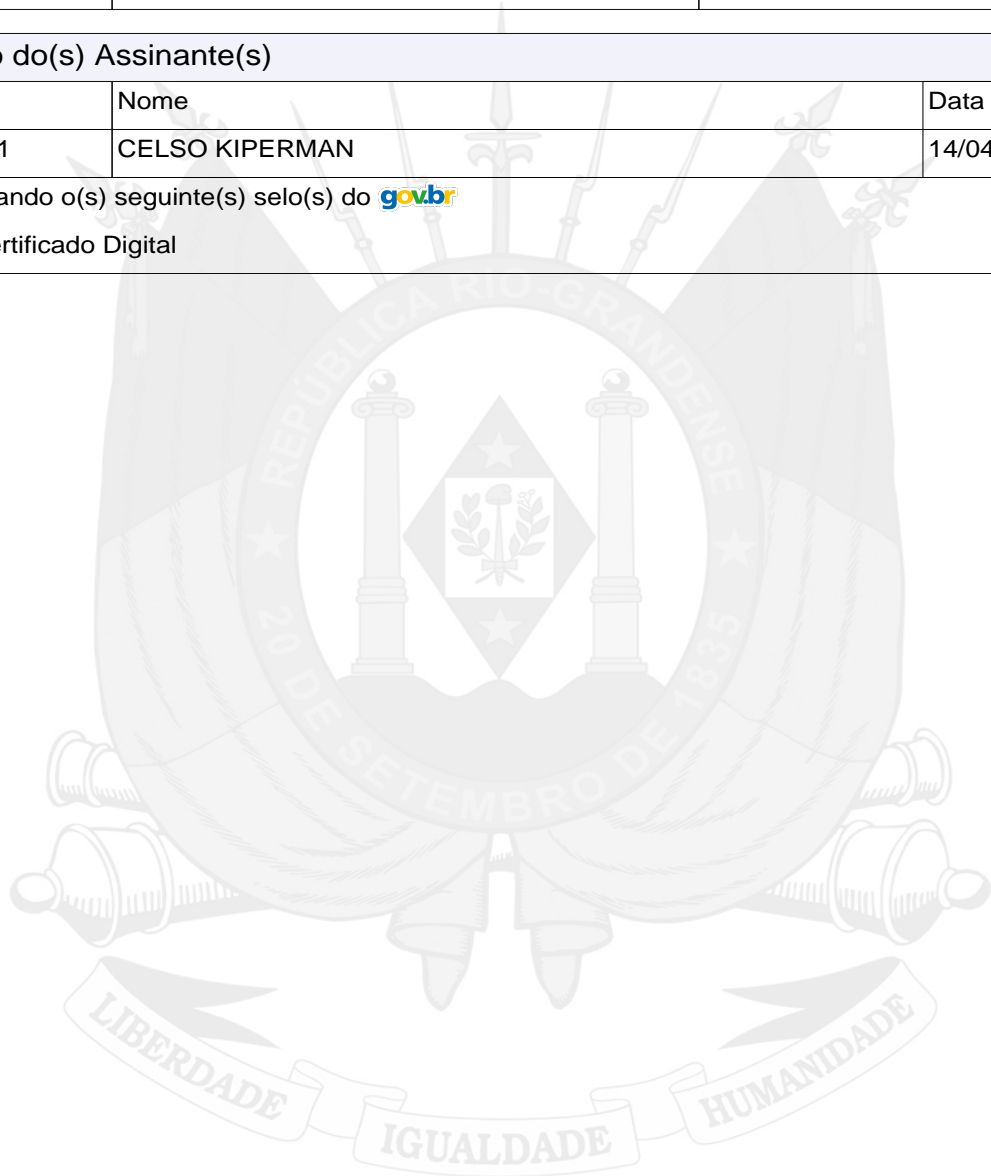 o do(s) Assinante(s)
Nome
Data
1
CELSO KIPERMAN
14/04
ando o(s) seguinte(s) selo(s) do gov.br
ertificado Digital
REPÚBLICA RIO-GRANDENSE
★ 20 DE SETEMBRO DE 1835 ★
LIBERDADE
IGUALDADE
HUMANIDADE